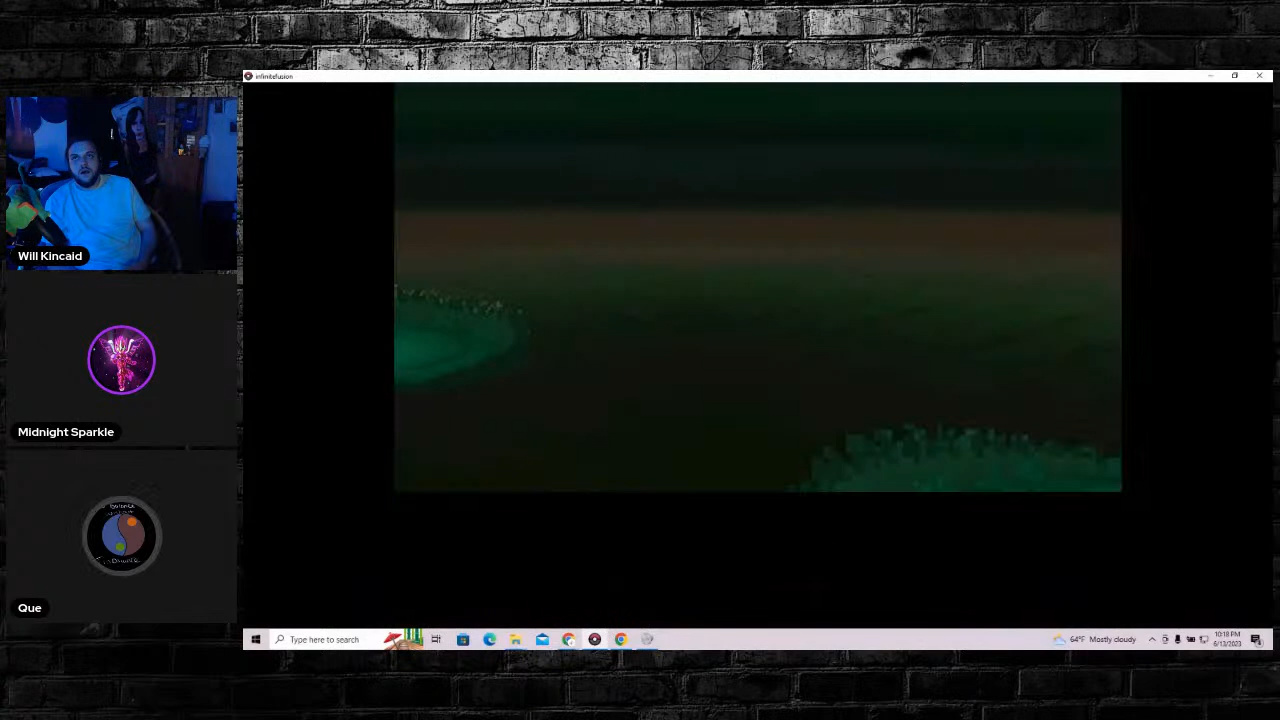 infinitefusion
Will Kincaid
Midnight Sparkle
Que
Type here to search
64°F Mostly cloudy
10:18 PM
6/13/2023